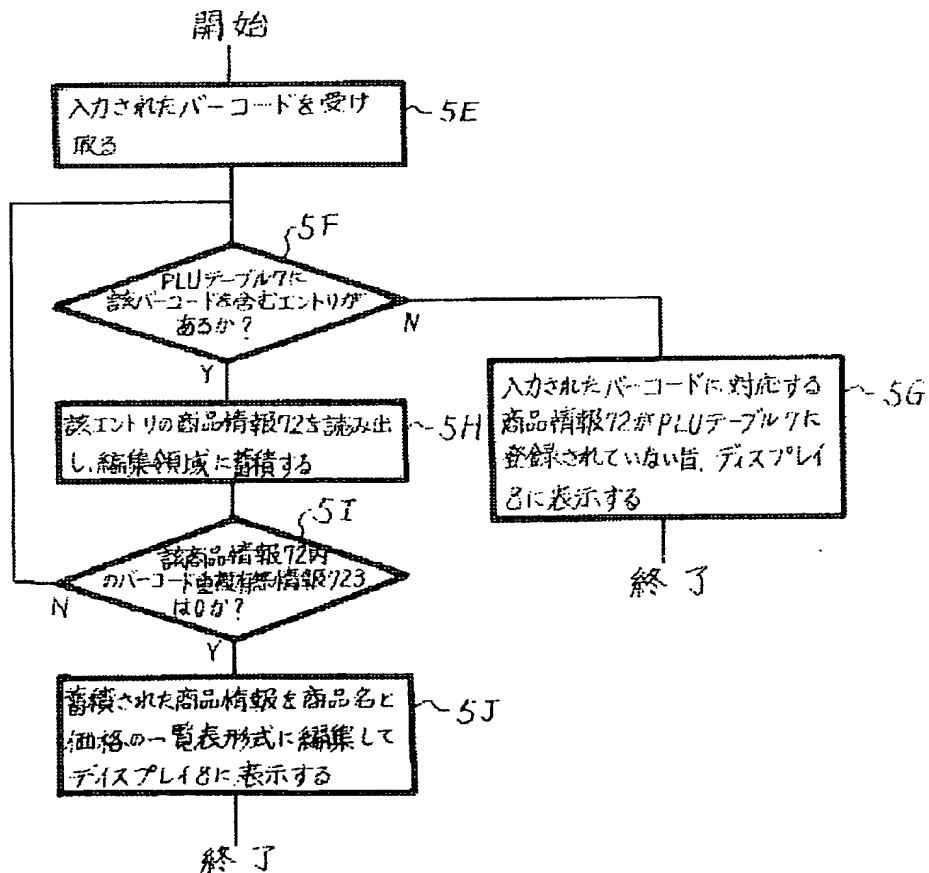 開始
入力されたバーコードを受け
取る
5E
5F
PLUテーブル7に
該バーコードを含むエントリが
あるか?
N
Y
該エントリの商品情報72を読み出
し、編集領域に蓄積する
5H
入力されたバーコードに対応する
商品情報72がPLUテーブル7に
登録されていない旨、ディスプレイ
8に表示する
5G
終了
5I
該商品情報72内
のバーコード重複有無情報723
は0か?
N
Y
蓄積された商品情報を商品名と
価格の一覧表形式に編集して
ディスプレイ8に表示する
5J
終了